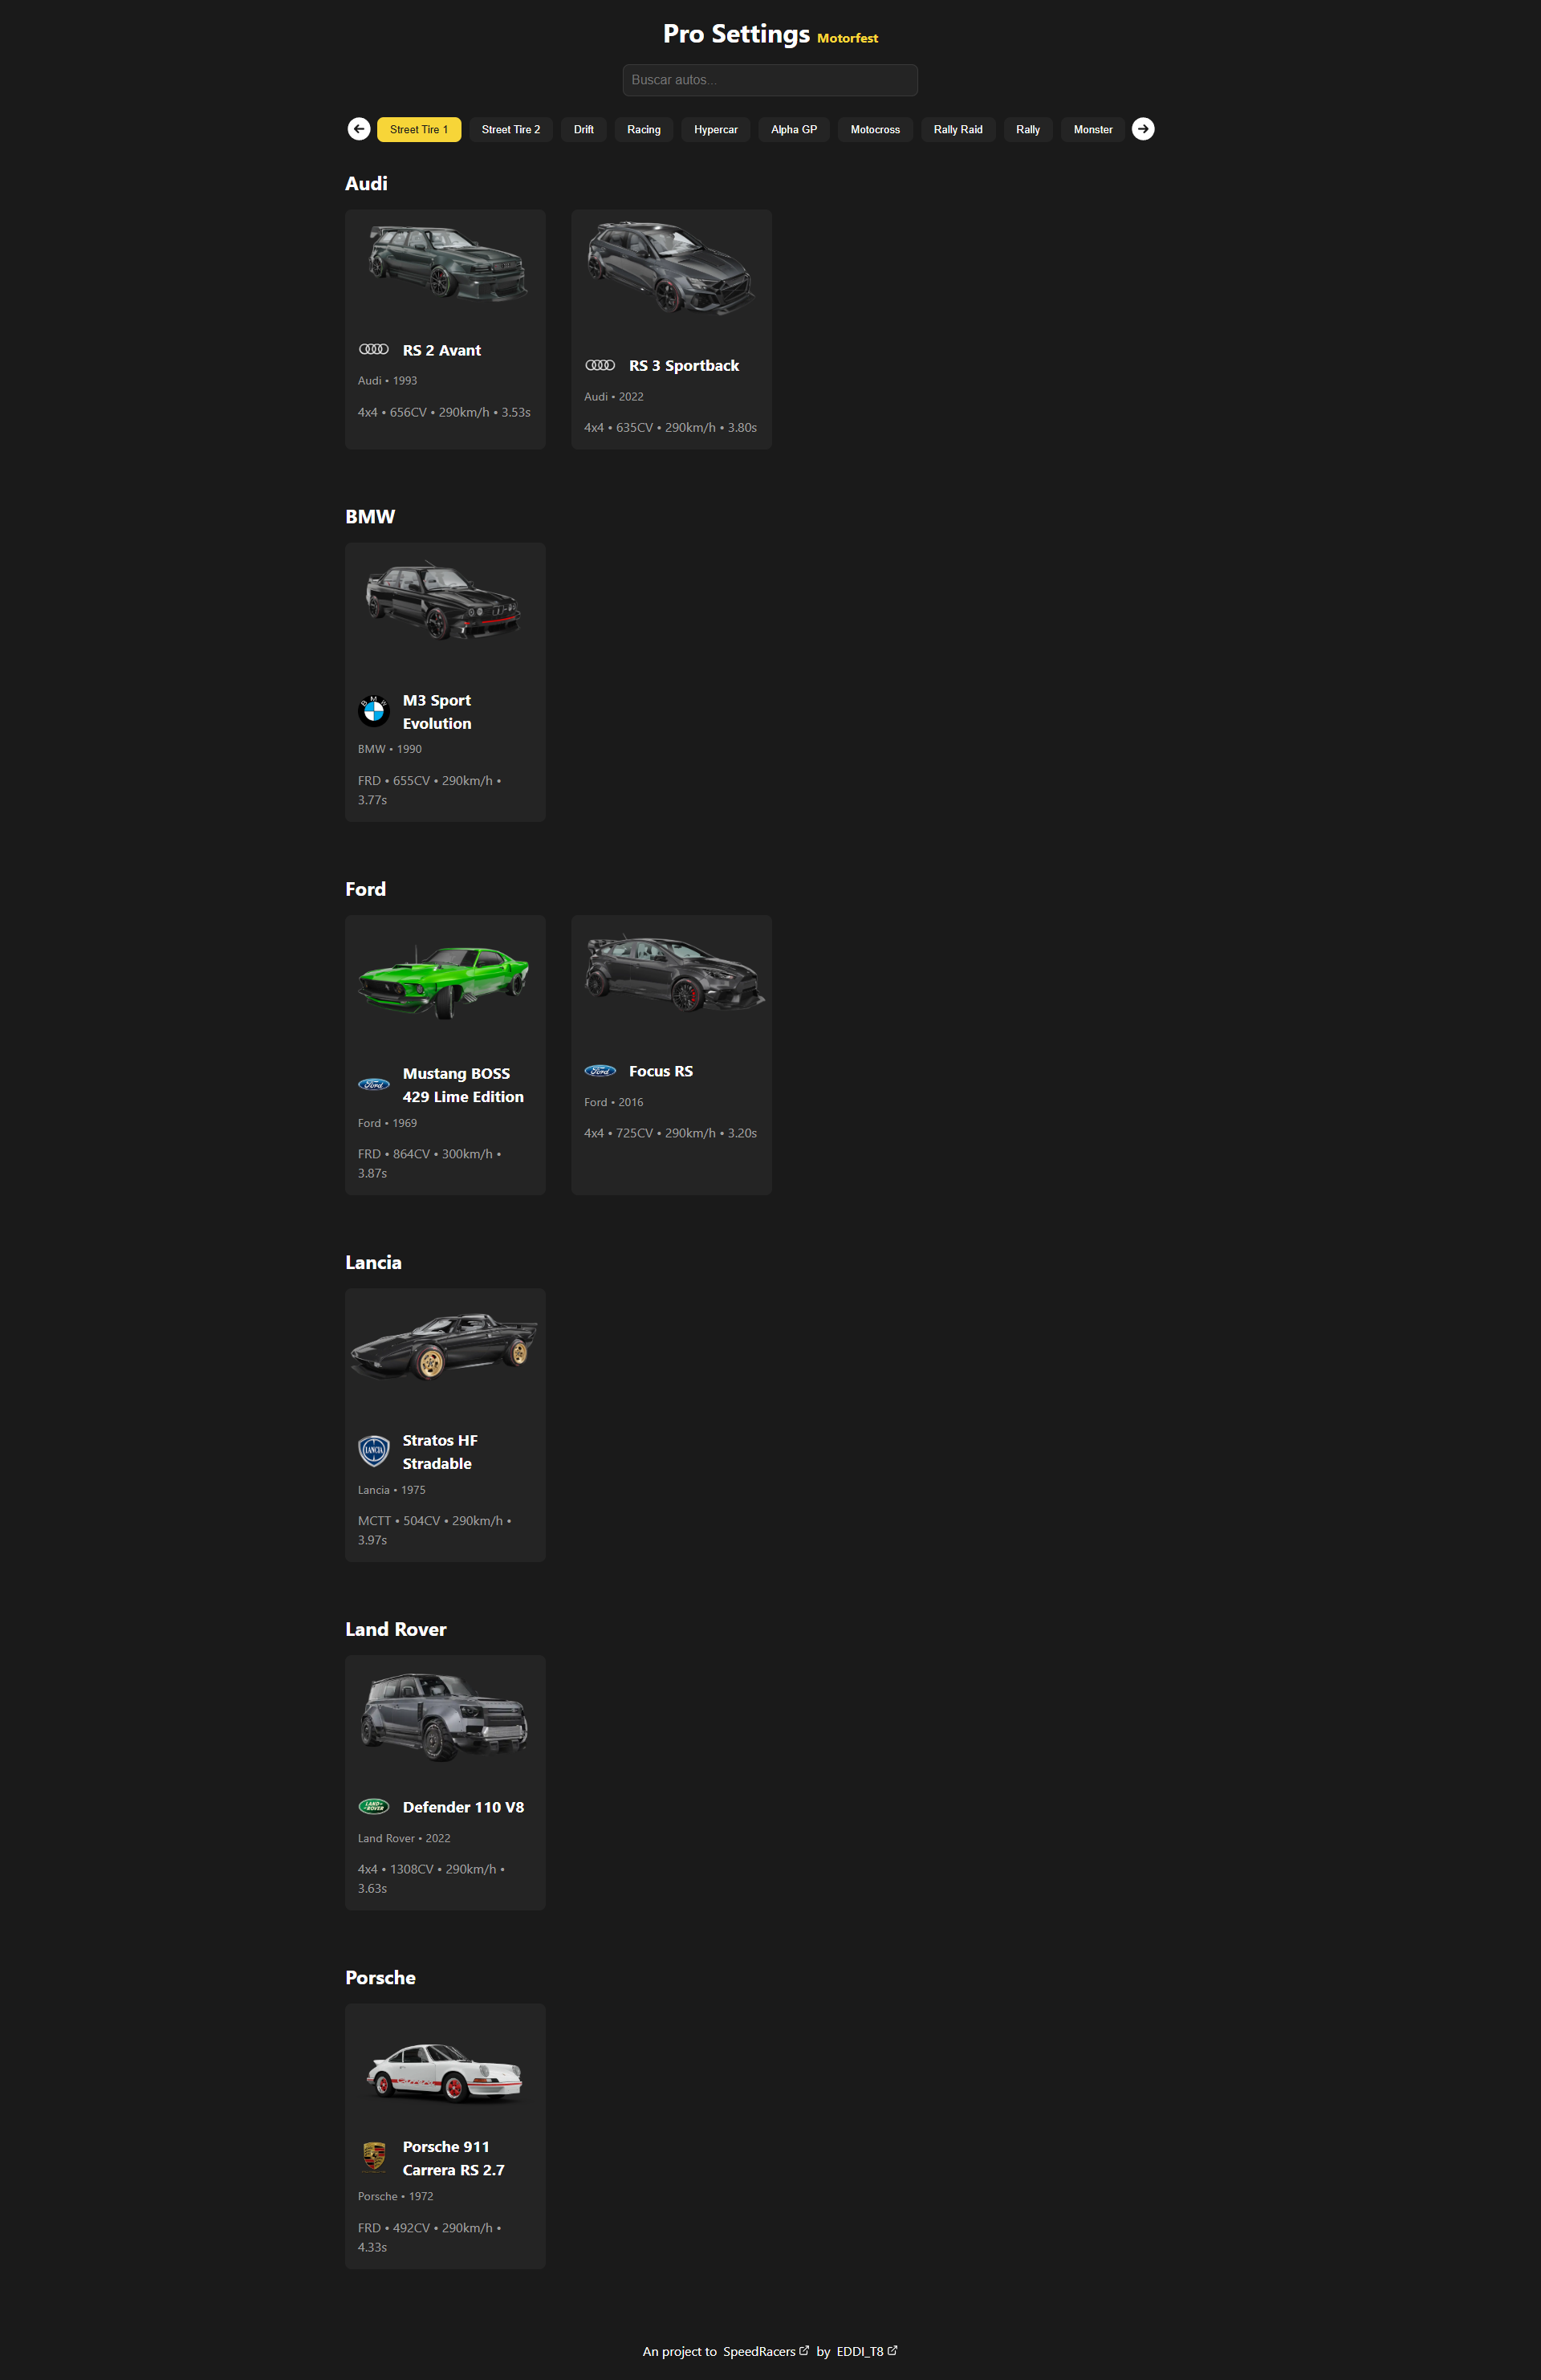 Pro Settings Motorfest
Buscar autos...
Street Tire 1 Street Tire 2 Drift Racing Hypercar Alpha GP Motocross Rally Raid Rally Monster
Audi
RS 2 Avant
Audi • 1993
4x4 • 656CV • 290km/h • 3.53s
RS 3 Sportback
Audi • 2022
4x4 • 635CV • 290km/h • 3.80s
BMW
BMW
M3 Sport
Evolution
BMW • 1990
FRD • 655CV • 290km/h •
3.77s
Ford
Ford
Mustang BOSS
429 Lime Edition
Ford • 1969
FRD • 864CV • 300km/h •
3.87s
Ford
Focus RS
Ford • 2016
4x4 • 725CV • 290km/h • 3.20s
Lancia
LANCIA
Stratos HF
Stradable
Lancia • 1975
MCTT • 504CV • 290km/h •
3.97s
Land Rover
LAND ROVER
Defender 110 V8
Land Rover • 2022
4x4 • 1308CV • 290km/h •
3.63s
Porsche
Porsche 911
Carrera RS 2.7
Porsche • 1972
FRD • 492CV • 290km/h •
4.33s
An project to SpeedRacers by EDDI_T8